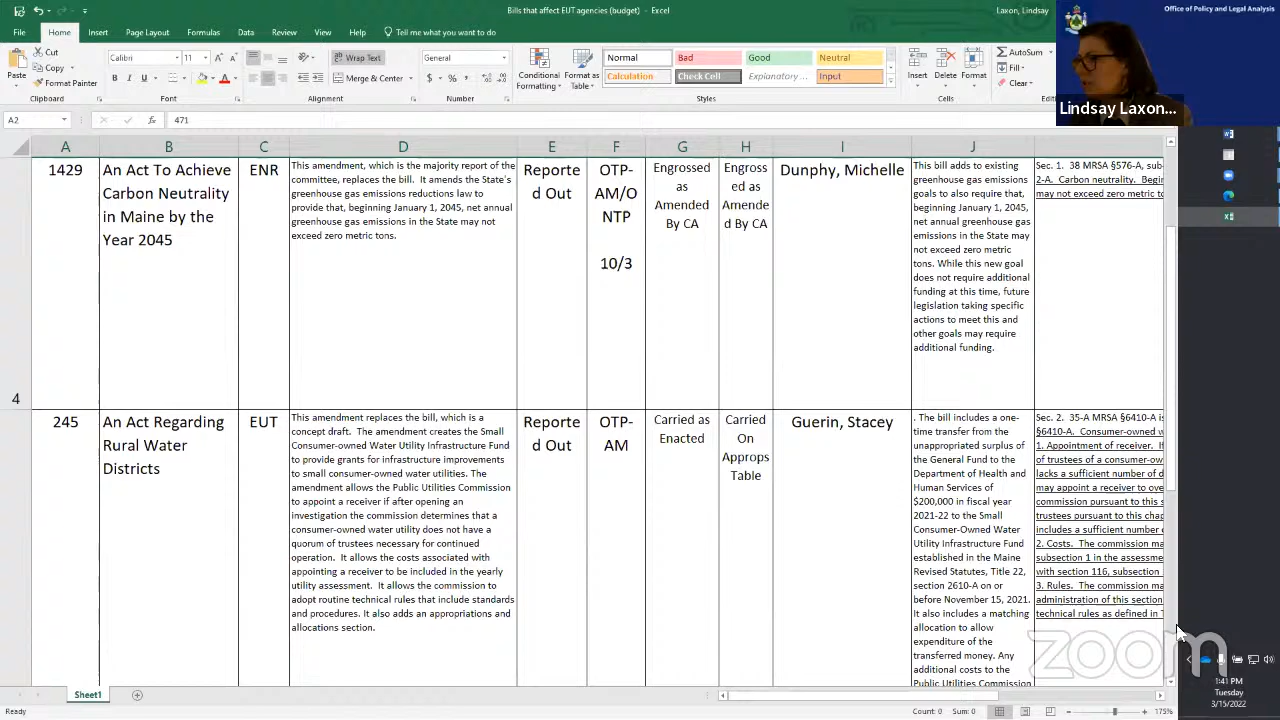 Bills that affect EUT agencies (budget) - Excel
Laxon, Lindsay
Office of Policy and Legal Analysis
File Home Insert Page Layout Formulas Data Review View Help Tell me what you want to do
Cut
Copy
Format Painter
Paste
Clipboard
Calibri 11
B I U
Font
Wrap Text
Merge & Center
Alignment
General
$ % ,
Number
Conditional Formatting
Format as Table
Normal Bad Good Neutral
Calculation Check Cell Explanatory ... Input
Styles
Insert Delete Format
Cells
AutoSum
Fill
Clear
Lindsay Laxon...
A2 fx 471
A B C D E F G H I J
1429
An Act To Achieve
Carbon Neutrality
in Maine by the
Year 2045
ENR
This amendment, which is the majority report of the
committee, replaces the bill. It amends the State's
greenhouse gas emissions reductions law to
provide that, beginning January 1, 2045, net annual
greenhouse gas emissions in the State may not
exceed zero metric tons.
Reporte
d Out
OTP-
AM/O
NTP
10/3
Engrossed
as
Amended
By CA
Engross
ed as
Amende
d By CA
Dunphy, Michelle
This bill adds to existing
greenhouse gas emissions
goals to also require that,
beginning January 1, 2045,
net annual greenhouse gas
emissions in the State may
not exceed zero metric
tons. While this new goal
does not require additional
funding at this time, future
legislation taking specific
actions to meet this and
other goals may require
additional funding.
Sec. 1. 38 MRSA §576-A, sub
2-A. Carbon neutrality. Begin
may not exceed zero metric to
4
245
An Act Regarding
Rural Water
Districts
EUT
This amendment replaces the bill, which is a
concept draft. The amendment creates the Small
Consumer-owned Water Utility Infrastructure Fund
to provide grants for infrastructure improvements
to small consumer-owned water utilities. The
amendment allows the Public Utilities Commission
to appoint a receiver if after opening an
investigation the commission determines that a
consumer-owned water utility does not have a
quorum of trustees necessary for continued
operation. It allows the costs associated with
appointing a receiver to be included in the yearly
utility assessment. It allows the commission to
adopt routine technical rules that include standards
and procedures. It also adds an appropriations and
allocations section.
Reporte
d Out
OTP-
AM
Carried as
Enacted
Carried
On
Approps
Table
Guerin, Stacey
. The bill includes a one-
time transfer from the
unappropriated surplus of
the General Fund to the
Department of Health and
Human Services of
$200,000 in fiscal year
2021-22 to the Small
Consumer-Owned Water
Utility Infrastructure Fund
established in the Maine
Revised Statutes, Title 22,
section 2610-A on or
before November 15, 2021.
It also includes a matching
allocation to allow
expenditure of the
transferred money. Any
additional costs to the
Public Utilities Commission
Sec. 2. 35-A MRSA §6410-A is
§6410-A. Consumer-owned w
1. Appointment of receiver. If
of trustees of a consumer-ow
lacks a sufficient number of
may appoint a receiver to ove
commission pursuant to this s
trustees pursuant to this chap
includes a sufficient number
2. Costs. The commission ma
subsection 1 in the assessme
with section 116, subsection
3. Rules. The commission ma
administration of this section
technical rules as defined in
zoom
Sheet1
1:41 PM
Tuesday
3/15/2022
Count: 0 Sum: 0
175%